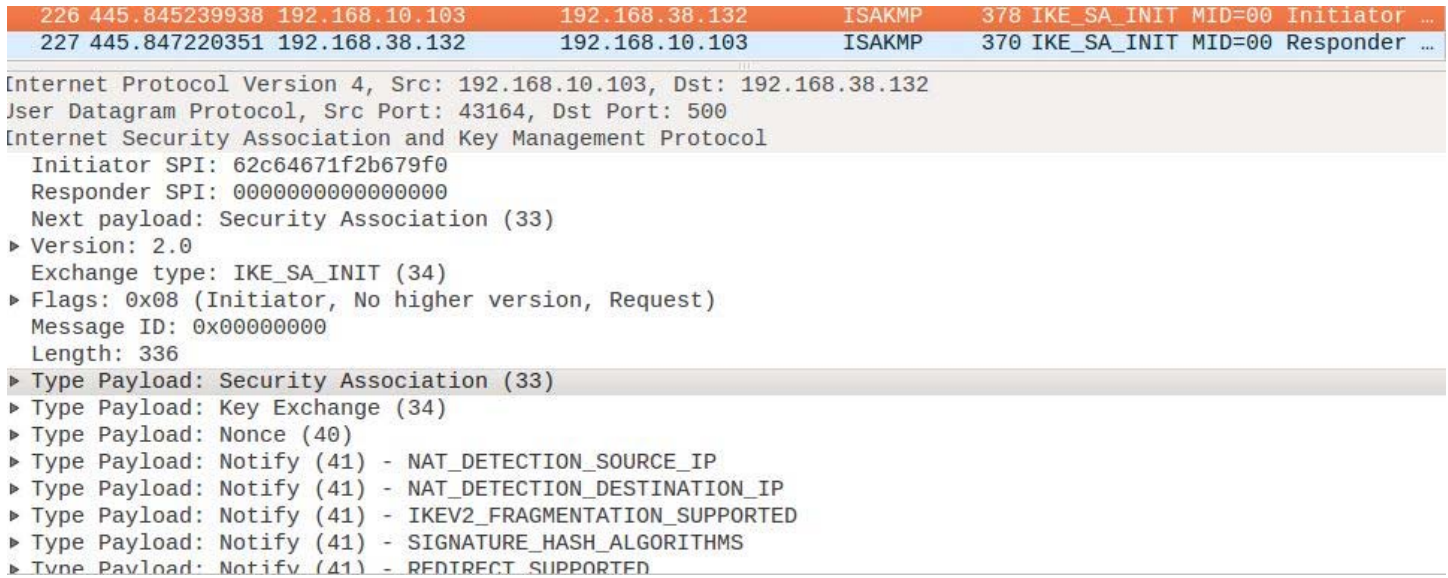 226 445.845239938 192.168.10.103 192.168.38.132 ISAKMP 378 IKE_SA_INIT MID=00 Initiator …
227 445.847220351 192.168.38.132 192.168.10.103 ISAKMP 370 IKE_SA_INIT MID=00 Responder …
Internet Protocol Version 4, Src: 192.168.10.103, Dst: 192.168.38.132
User Datagram Protocol, Src Port: 43164, Dst Port: 500
Internet Security Association and Key Management Protocol
Initiator SPI: 62c64671f2b679f0
Responder SPI: 0000000000000000
Next payload: Security Association (33)
Version: 2.0
Exchange type: IKE_SA_INIT (34)
Flags: 0x08 (Initiator, No higher version, Request)
Message ID: 0x00000000
Length: 336
Type Payload: Security Association (33)
Type Payload: Key Exchange (34)
Type Payload: Nonce (40)
Type Payload: Notify (41) - NAT_DETECTION_SOURCE_IP
Type Payload: Notify (41) - NAT_DETECTION_DESTINATION_IP
Type Payload: Notify (41) - IKEV2_FRAGMENTATION_SUPPORTED
Type Payload: Notify (41) - SIGNATURE_HASH_ALGORITHMS
Type Payload: Notify (41) - REDIRECT_SUPPORTED